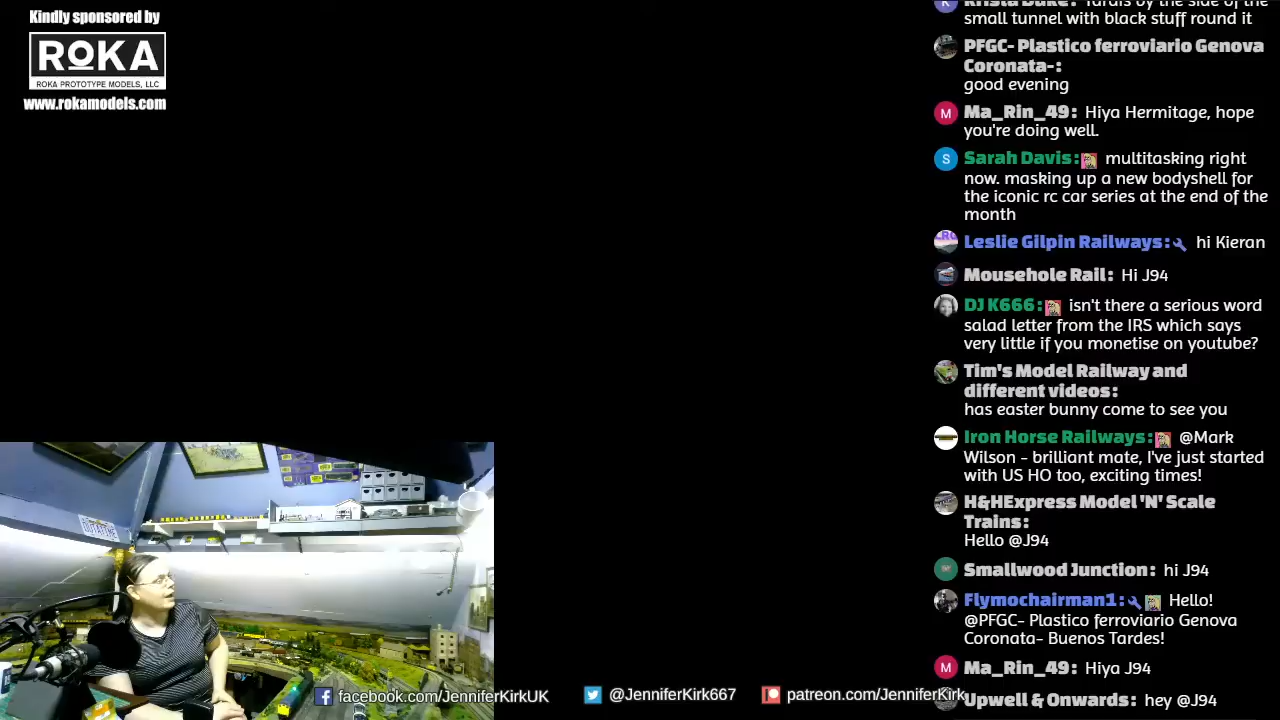 Kindly sponsored by
ROKA
ROKA PROTOTYPE MODELS, LLC
www.rokamodels.com
small tunnel with black stuff round it
PFGC- Plastico ferroviario Genova
Coronata-:
good evening
Ma_Rin_49: Hiya Hermitage, hope
you're doing well.
Sarah Davis: multitasking right
now. masking up a new bodyshell for
the iconic rc car series at the end of the
month
Leslie Gilpin Railways: hi Kieran
Mousehole Rail: Hi J94
DJ K666: isn't there a serious word
salad letter from the IRS which says
very little if you monetise on youtube?
Tim's Model Railway and
different videos:
has easter bunny come to see you
Iron Horse Railways: @Mark
Wilson - brilliant mate, I've just started
with US HO too, exciting times!
H&HExpress Model 'N' Scale
Trains:
Hello @J94
Smallwood Junction: hi J94
Flymochairman1: Hello!
@PFGC- Plastico ferroviario Genova
Coronata- Buenos Tardes!
Ma_Rin_49: Hiya J94
Upwell & Onwards: hey @J94
facebook.com/JenniferKirkUK
@JenniferKirk667
patreon.com/JenniferKirk